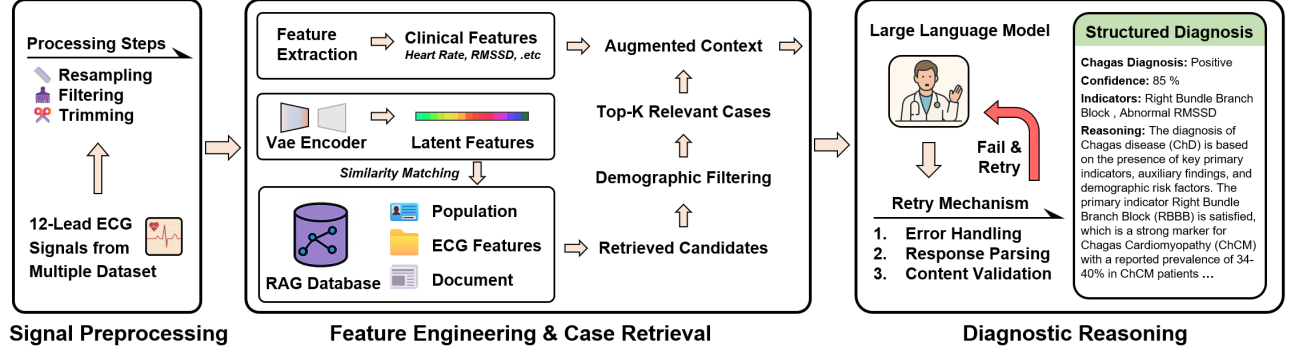 Processing Steps
Resampling
Filtering
Trimming
12-Lead ECG
Signals from
Multiple Dataset
Signal Preprocessing
Feature
Extraction
Clinical Features
Heart Rate, RMSSD, .etc
Vae Encoder
Latent Features
Similarity Matching
RAG Database
Population
ECG Features
Document
Augmented Context
Top-K Relevant Cases
Demographic Filtering
Retrieved Candidates
Feature Engineering & Case Retrieval
Large Language Model
Fail &
Retry
Retry Mechanism
1. Error Handling
2. Response Parsing
3. Content Validation
Structured Diagnosis
Chagas Diagnosis: Positive
Confidence: 85 %
Indicators: Right Bundle Branch
Block , Abnormal RMSSD
Reasoning: The diagnosis of
Chagas disease (ChD) is based
on the presence of key primary
indicators, auxiliary findings, and
demographic risk factors. The
primary indicator Right Bundle
Branch Block (RBBB) is satisfied,
which is a strong marker for
Chagas Cardiomyopathy (ChCM)
with a reported prevalence of 34-
40% in ChCM patients ...
Diagnostic Reasoning